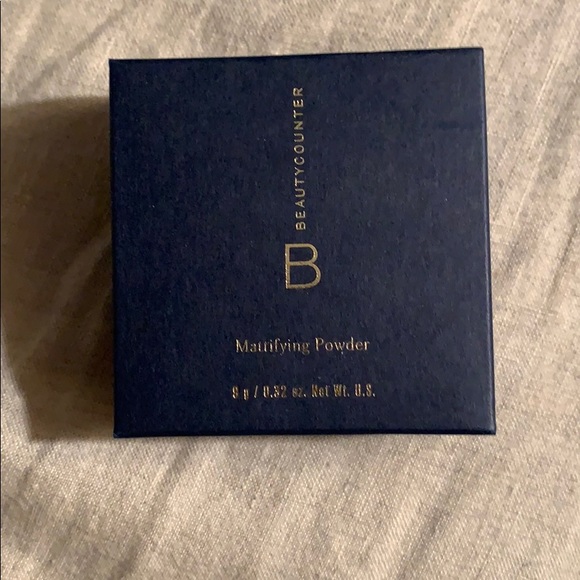 BEAUTYCOUNTER
B
Mattifying Powder
9 g / 0.32 oz. Net Wt. U.S.